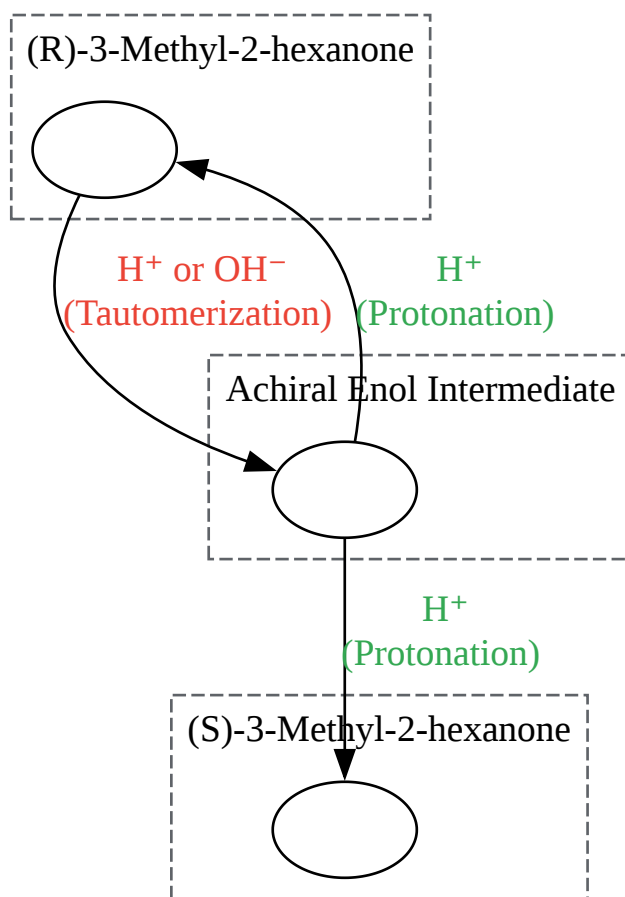 (R)-3-Methyl-2-hexanone
H⁺ or OH⁻
(Tautomerization)
H⁺
(Protonation)
Achiral Enol Intermediate
H⁺
(Protonation)
(S)-3-Methyl-2-hexanone